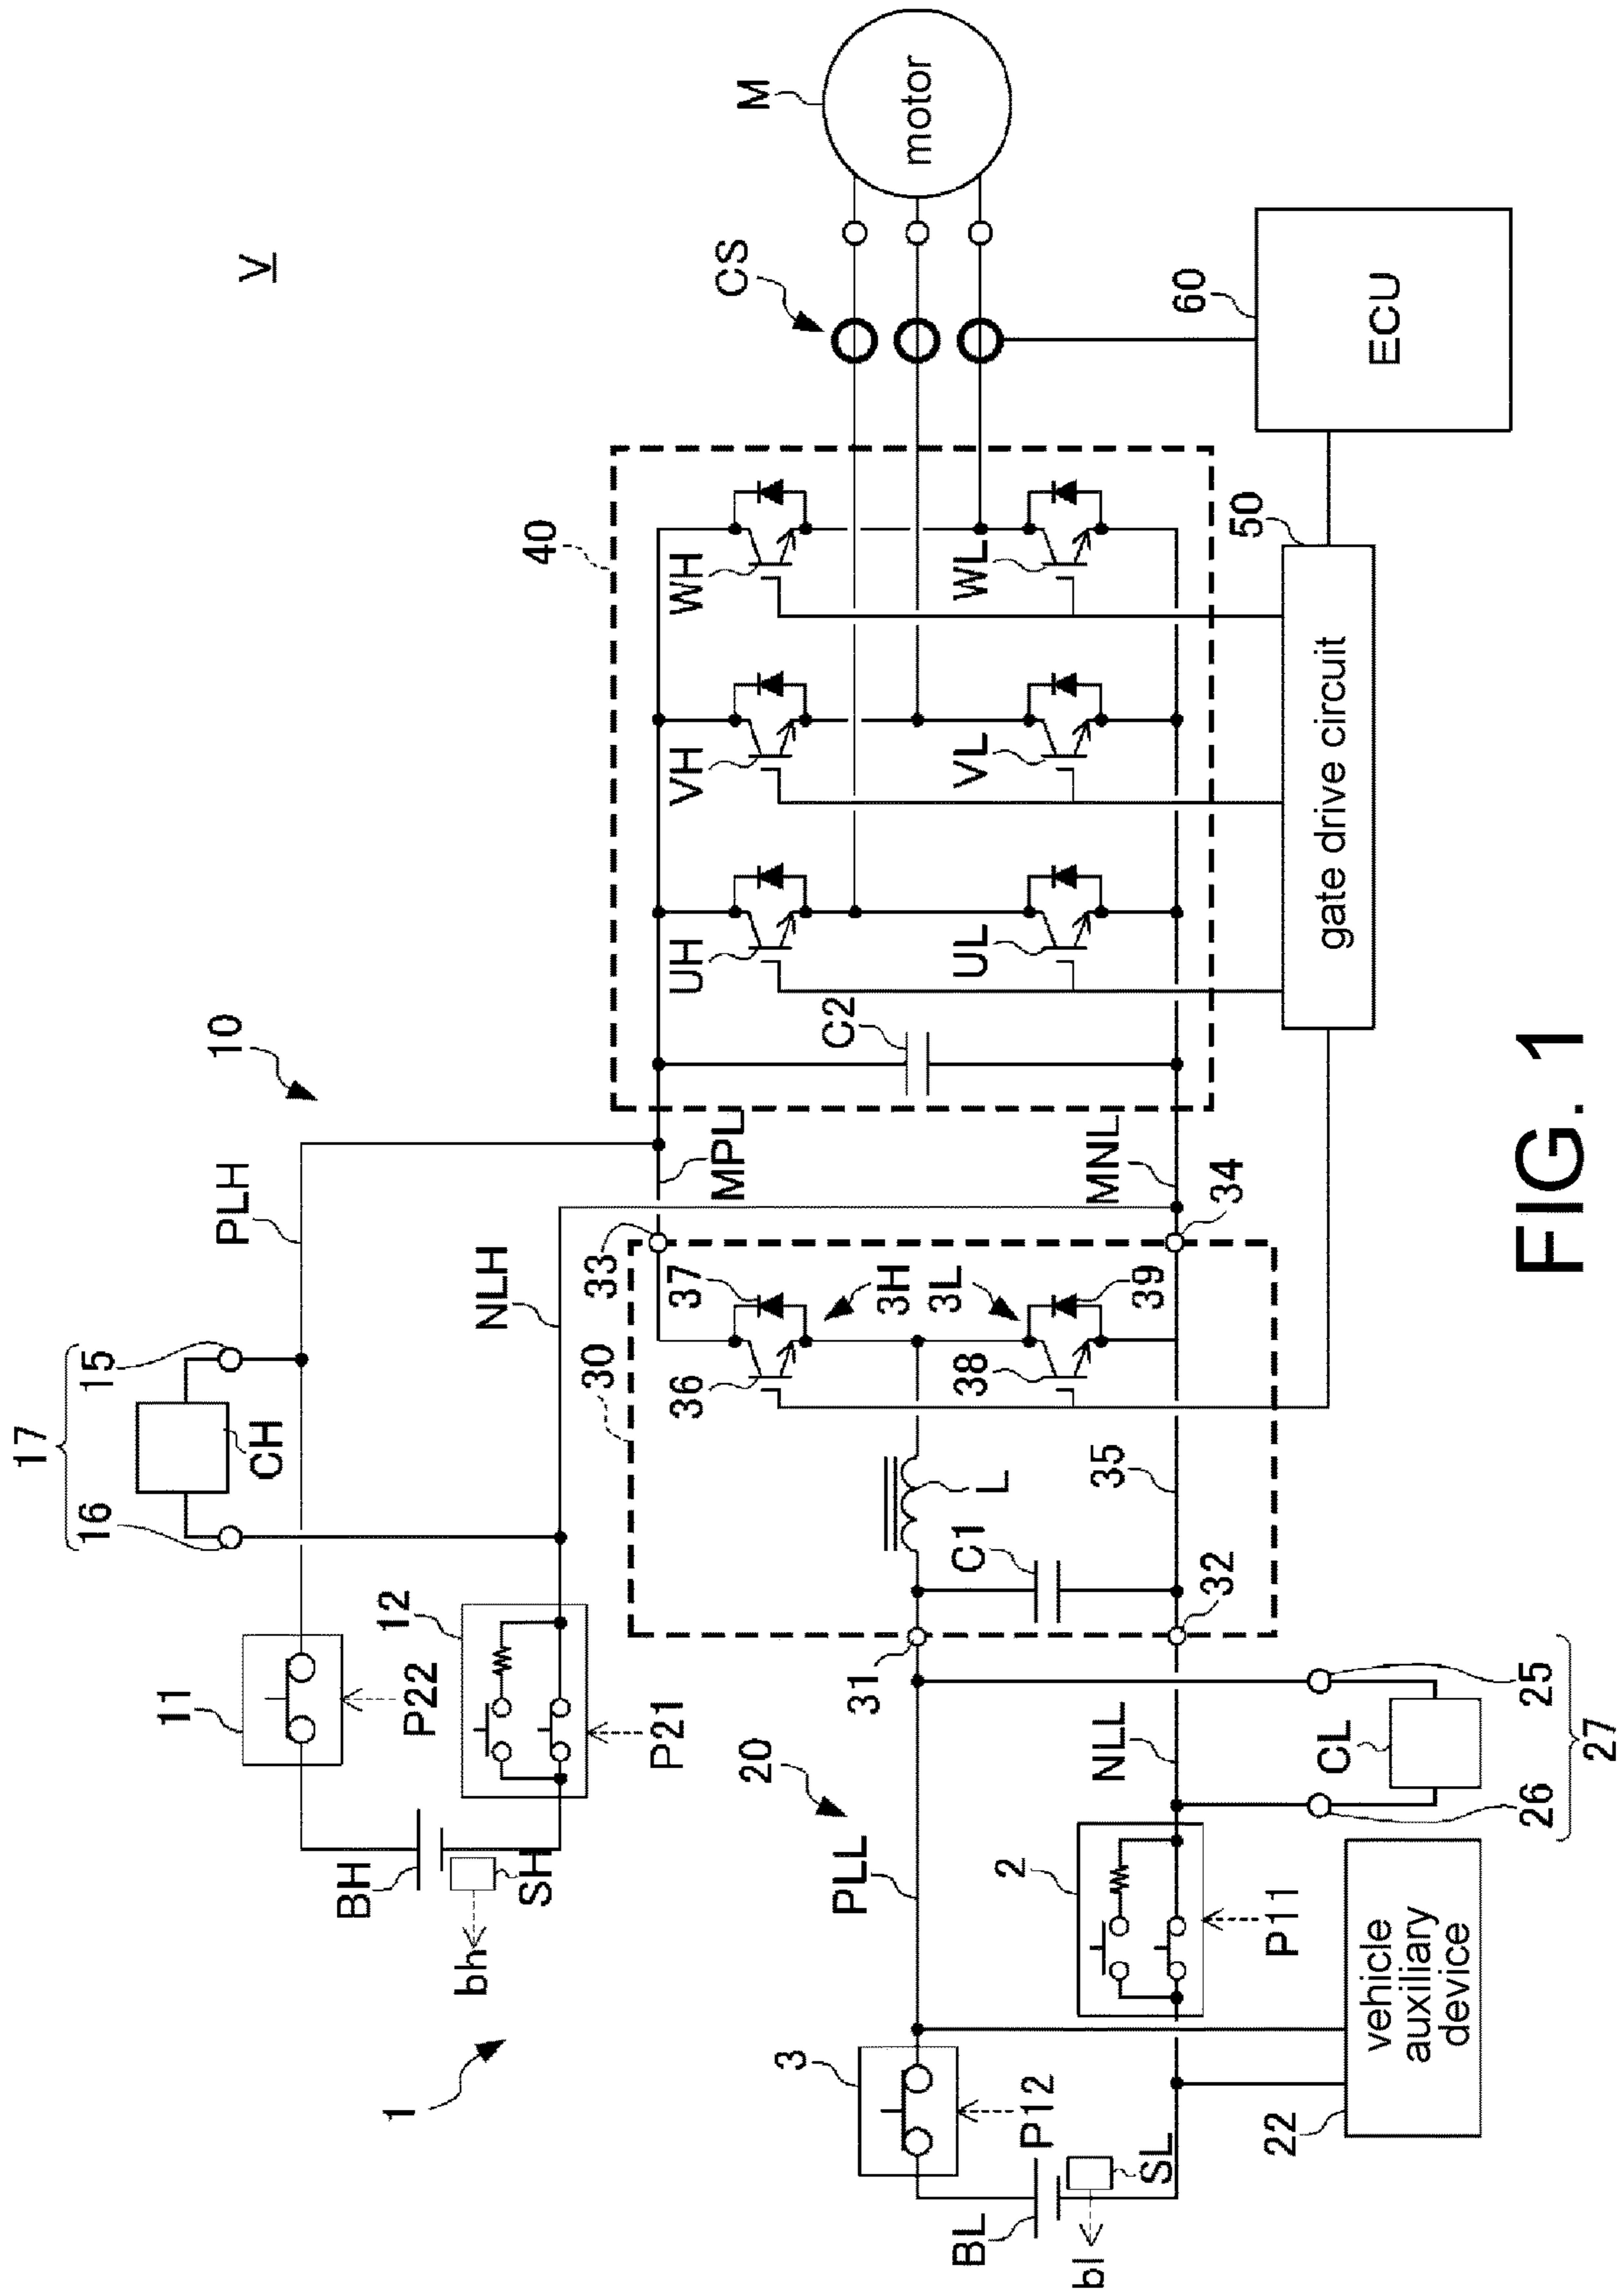 V
10
17
16
15
CH
PLH
11
P22
12
P21
NLH
BH
SH
bh
1
40
M
motor
CS
MPL
33
30
37
36
3H
3L
38
39
UH
VH
WH
UL
VL
WL
C2
MNL
34
20
31
L
C1
35
32
PLL
NLL
3
P12
2
P11
BL
SL
bl
22
vehicle
auxiliary
device
26
CL
25
27
50
gate drive circuit
60
ECU
FIG. 1